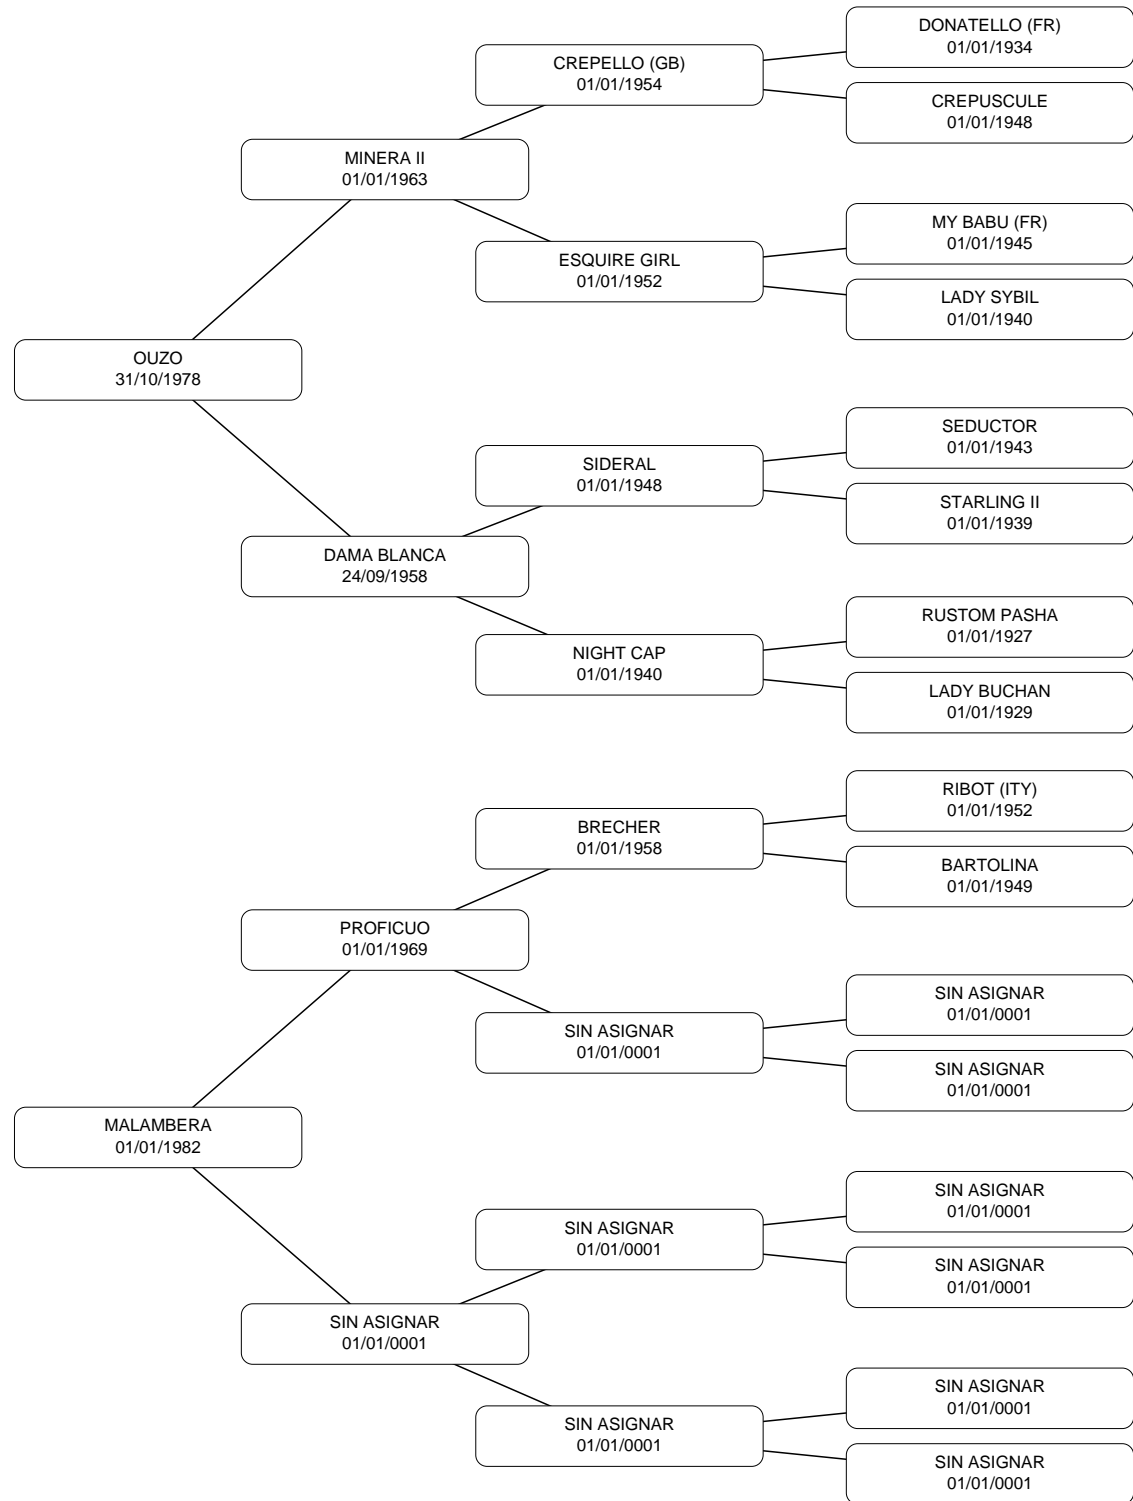 DONATELLO (FR)
01/01/1934
CREPELLO (GB)
01/01/1954
CREPUSCULE
01/01/1948
MINERA II
01/01/1963
MY BABU (FR)
01/01/1945
ESQUIRE GIRL
01/01/1952
LADY SYBIL
01/01/1940
OUZO
31/10/1978
SEDUCTOR
01/01/1943
SIDERAL
01/01/1948
STARLING II
01/01/1939
DAMA BLANCA
24/09/1958
RUSTOM PASHA
01/01/1927
NIGHT CAP
01/01/1940
LADY BUCHAN
01/01/1929
RIBOT (ITY)
01/01/1952
BRECHER
01/01/1958
BARTOLINA
01/01/1949
PROFICUO
01/01/1969
SIN ASIGNAR
01/01/0001
SIN ASIGNAR
01/01/0001
SIN ASIGNAR
01/01/0001
MALAMBERA
01/01/1982
SIN ASIGNAR
01/01/0001
SIN ASIGNAR
01/01/0001
SIN ASIGNAR
01/01/0001
SIN ASIGNAR
01/01/0001
SIN ASIGNAR
01/01/0001
SIN ASIGNAR
01/01/0001
SIN ASIGNAR
01/01/0001